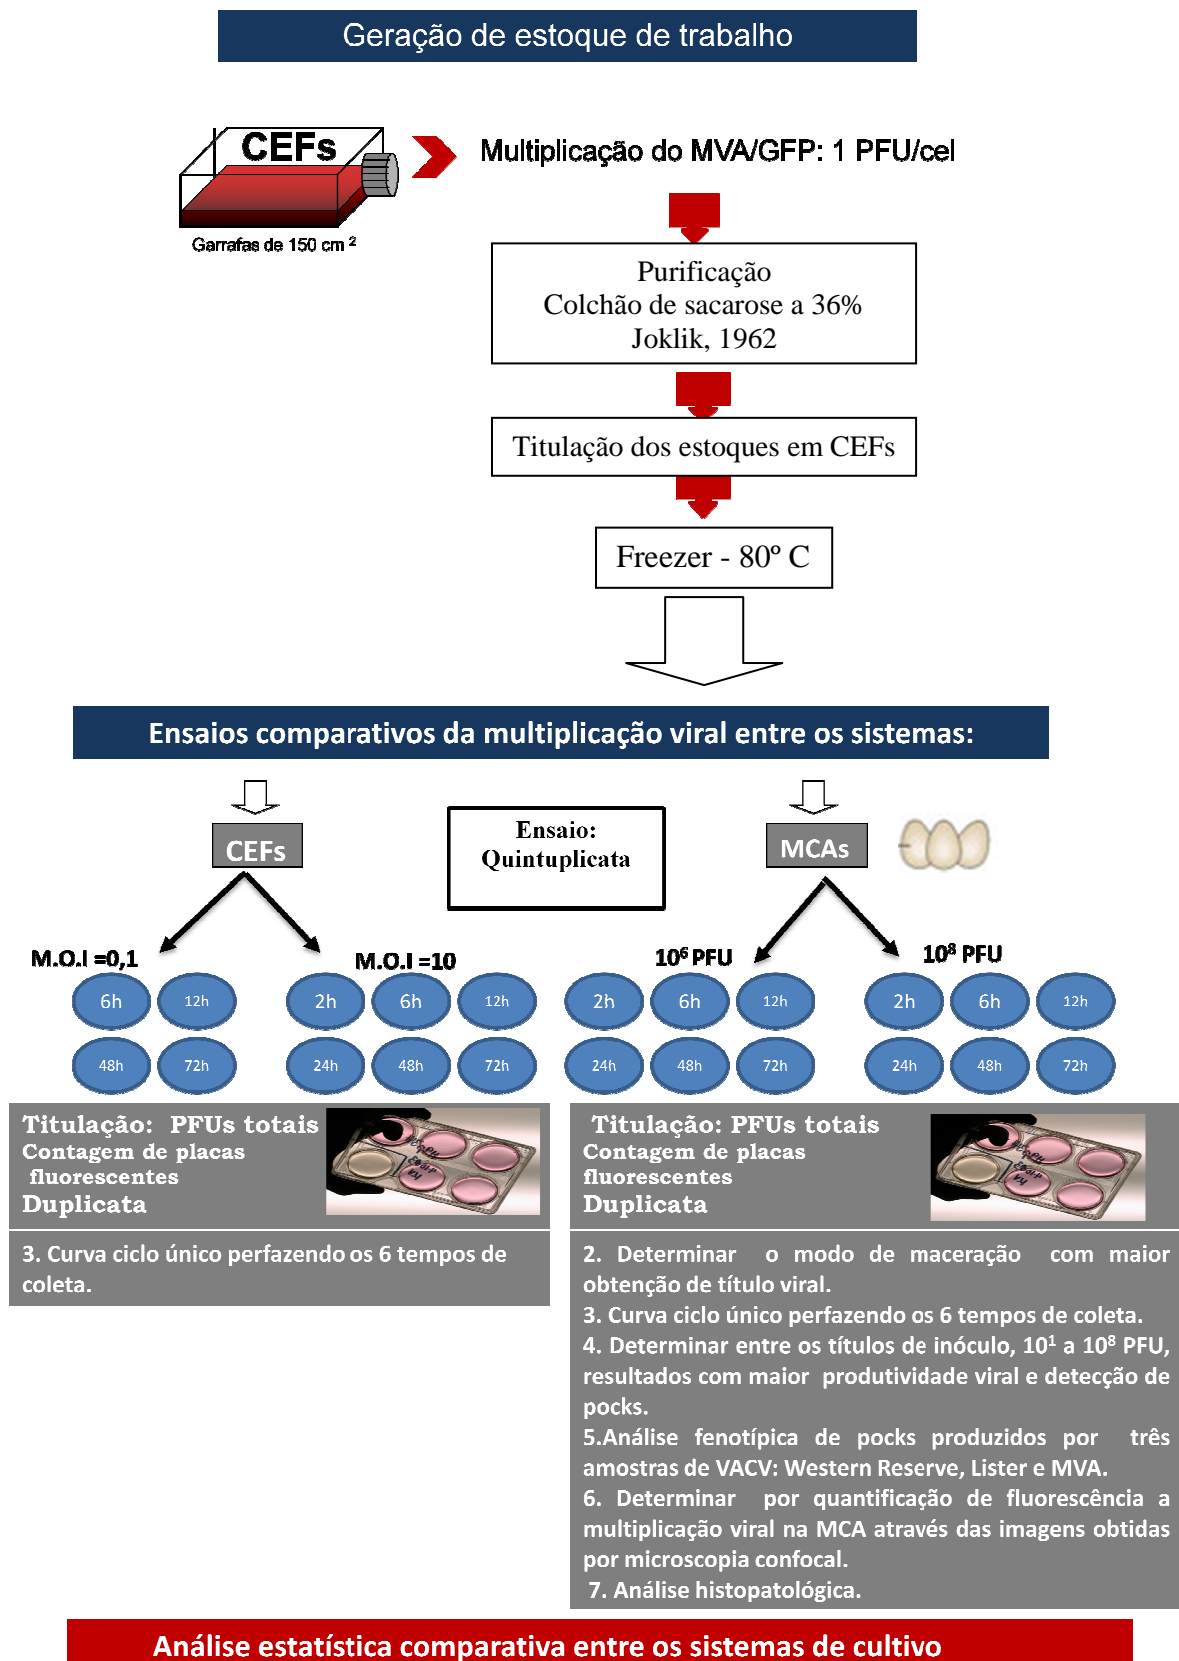 Geração de estoque de trabalho
CEFs
Multiplicação do MVA/GFP: 1 PFU/cel
Garrafas de 150 cm ²
Purificação
Colchão de sacarose a 36%
Joklik, 1962
Titulação dos estoques em CEFs
Freezer - 80º C
Ensaios comparativos da multiplicação viral entre os sistemas:
CEFs
Ensaio:
Quintuplicata
MCAs
M.O.I =0,1
M.O.I =10
10⁶ PFU
10⁸ PFU
6h 12h
48h 72h
2h 6h 12h
24h 48h 72h
2h 6h 12h
24h 48h 72h
2h 6h 12h
24h 48h 72h
Titulação: PFUs totais
Contagem de placas
fluorescentes
Duplicata
3. Curva ciclo único perfazendo os 6 tempos de
coleta.
Titulação: PFUs totais
Contagem de placas
fluorescentes
Duplicata
2. Determinar o modo de maceração com maior
obtenção de título viral.
3. Curva ciclo único perfazendo os 6 tempos de coleta.
4. Determinar entre os títulos de inóculo, 10¹ a 10⁸ PFU,
resultados com maior produtividade viral e detecção de
pocks.
5.Análise fenotípica de pocks produzidos por três
amostras de VACV: Western Reserve, Lister e MVA.
6. Determinar por quantificação de fluorescência a
multiplicação viral na MCA através das imagens obtidas
por microscopia confocal.
7. Análise histopatológica.
Análise estatística comparativa entre os sistemas de cultivo